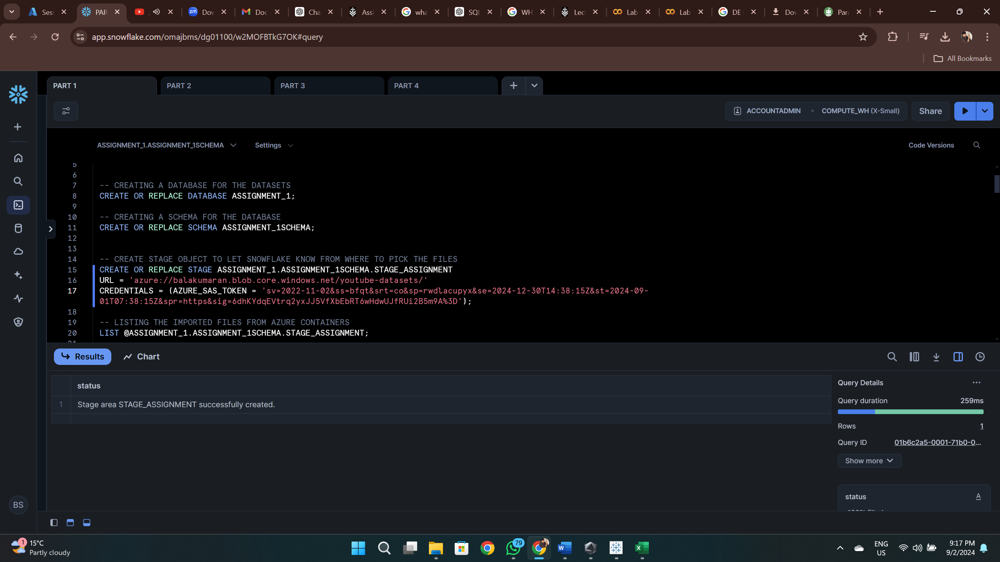 Ses
PAR
Dov
Doc
Cha
Assi
wha
SQL
WH
Lect
Lab
Lab
DE
Dov
Para
app.snowflake.com/omajbms/dg01100/w2MOFBTkG7OK#query
All Bookmarks
PART 1
PART 2
PART 3
PART 4
ACCOUNTADMIN
COMPUTE_WH (X-Small)
Share
ASSIGNMENT_1.ASSIGNMENT_1SCHEMA
Settings
Code Versions
5
6
7 -- CREATING A DATABASE FOR THE DATASETS
8 CREATE OR REPLACE DATABASE ASSIGNMENT_1;
9
10 -- CREATING A SCHEMA FOR THE DATABASE
11 CREATE OR REPLACE SCHEMA ASSIGNMENT_1SCHEMA;
12
13
14 -- CREATE STAGE OBJECT TO LET SNOWFLAKE KNOW FROM WHERE TO PICK THE FILES
15 CREATE OR REPLACE STAGE ASSIGNMENT_1.ASSIGNMENT_1SCHEMA.STAGE_ASSIGNMENT
16 URL = 'azure://balakumaran.blob.core.windows.net/youtube-datasets/'
17 CREDENTIALS = (AZURE_SAS_TOKEN = 'sv=2022-11-02&ss=bfqt&srt=co&sp=rwdlacupyx&se=2024-12-30T14:38:15Z&st=2024-09-
01T07:38:15Z&spr=https&sig=6dhKYdqEVtrq2yxJJ5VfXbEbRT6wHdwUJfRUi2B5m9A%3D');
18
19 -- LISTING THE IMPORTED FILES FROM AZURE CONTAINERS
20 LIST @ASSIGNMENT_1.ASSIGNMENT_1SCHEMA.STAGE_ASSIGNMENT;
21
Results
Chart
status
1 Stage area STAGE_ASSIGNMENT successfully created.
Query Details
Query duration 259ms
Rows 1
Query ID 01b6c2a5-0001-71b0-0...
Show more
status A
BS
1
15°C
Partly cloudy
79
ENG
US
9:17 PM
9/2/2024